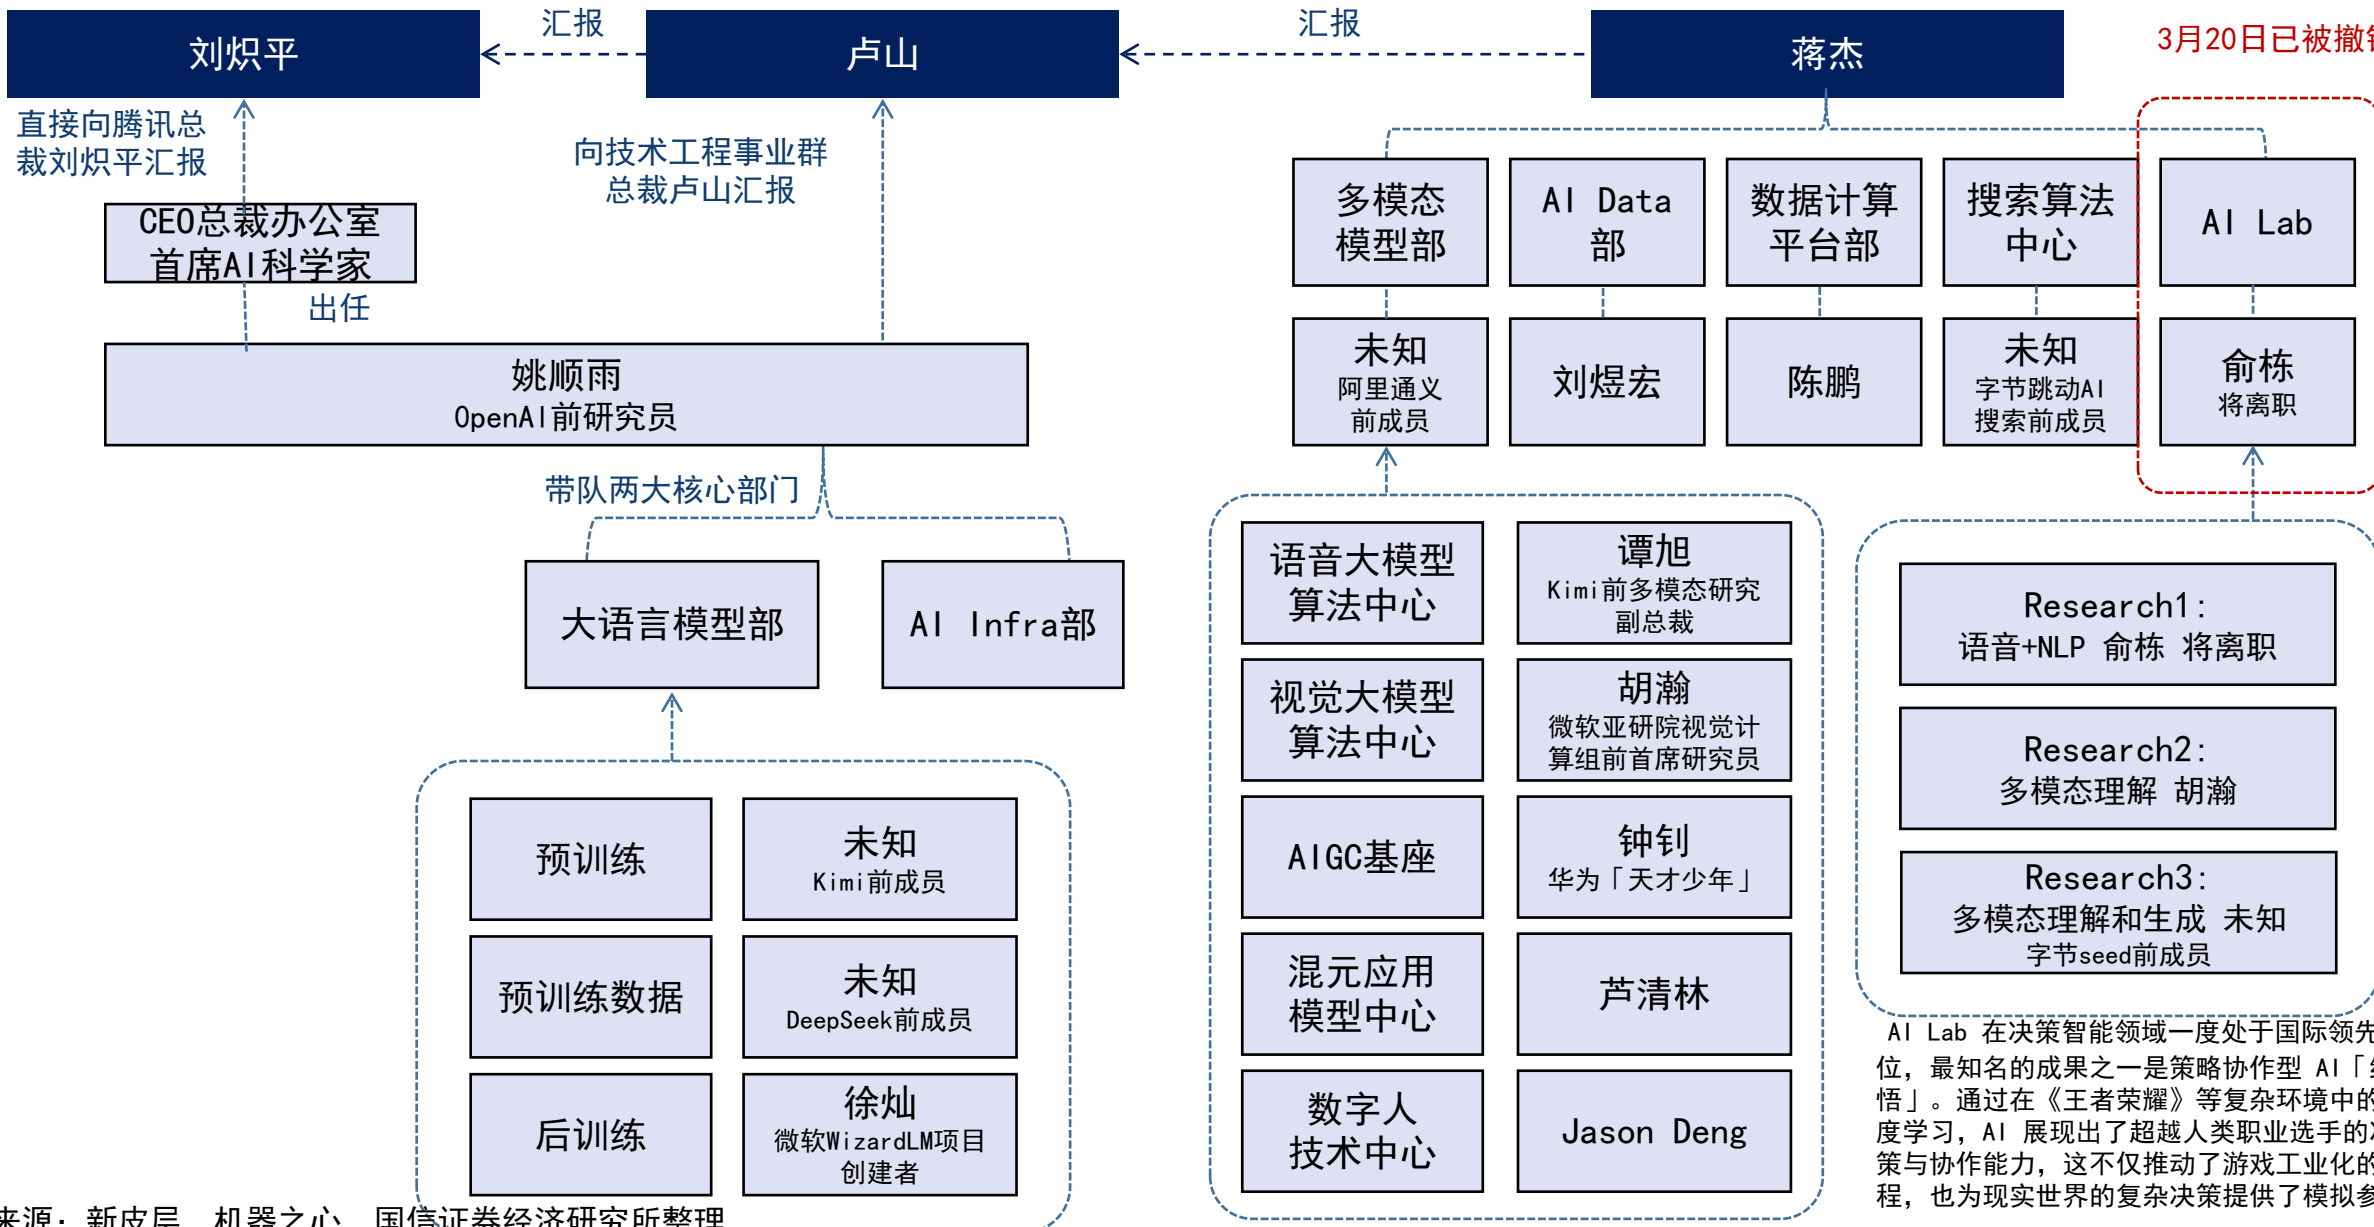 汇报
汇报
刘炽平
卢山
蒋杰
3月20日已被撤
直接向腾讯总
裁刘炽平汇报
向技术工程事业群
总裁卢山汇报
CEO总裁办公室
首席AI科学家
出任
姚顺雨
OpenAI前研究员
带队两大核心部门
大语言模型部
AI Infra部
预训练
未知
Kimi前成员
预训练数据
未知
DeepSeek前成员
后训练
徐灿
微软WizardLM项目
创建者
多模态
模型部
AI Data
部
数据计算
平台部
搜索算法
中心
AI Lab
未知
阿里通义
前成员
刘煜宏
陈鹏
未知
字节跳动AI
搜索前成员
俞栋
将离职
语音大模型
算法中心
谭旭
Kimi前多模态研究
副总裁
视觉大模型
算法中心
胡瀚
微软亚研院视觉计
算组前首席研究员
AIGC基座
钟钊
华为「天才少年」
混元应用
模型中心
芦清林
数字人
技术中心
Jason Deng
Research1:
语音+NLP 俞栋 将离职
Research2:
多模态理解 胡瀚
Research3:
多模态理解和生成 未知
字节seed前成员
AI Lab 在决策智能领域一度处于国际领先
位，最知名的成果之一是策略协作型 AI「
悟」。通过在《王者荣耀》等复杂环境中的
度学习，AI 展现出了超越人类职业选手的
策与协作能力，这不仅推动了游戏工业化的
程，也为现实世界的复杂决策提供了模拟参
来源：新皮层，机器之心，国信证券经济研究所整理